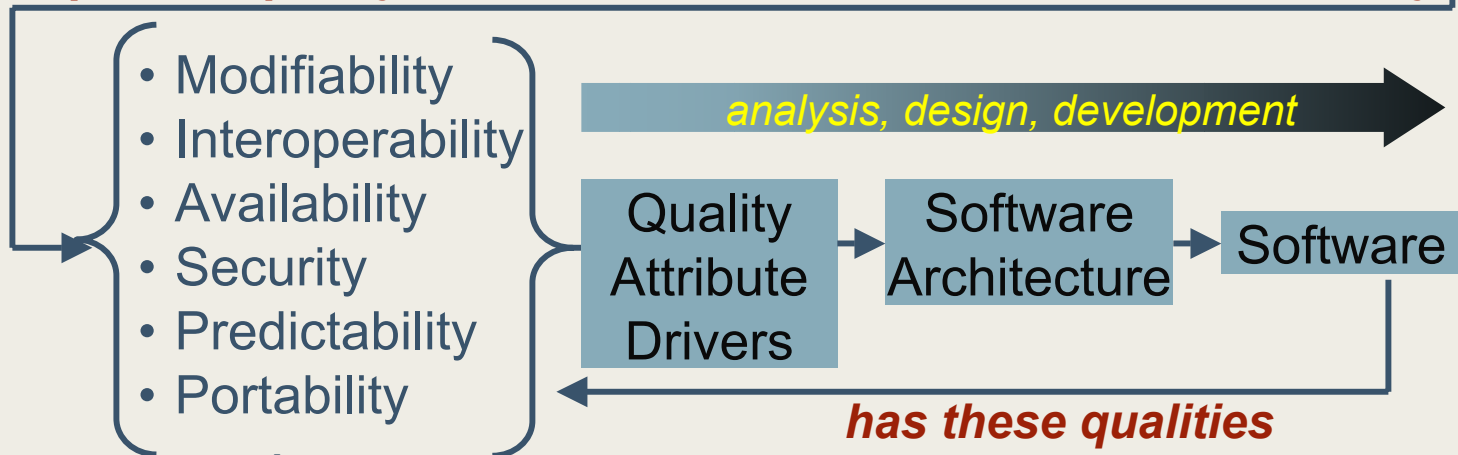 • Modifiability
• Interoperability
• Availability
• Security
• Predictability
• Portability
analysis, design, development
Quality
Attribute
Drivers
Software
Architecture
Software
has these qualities